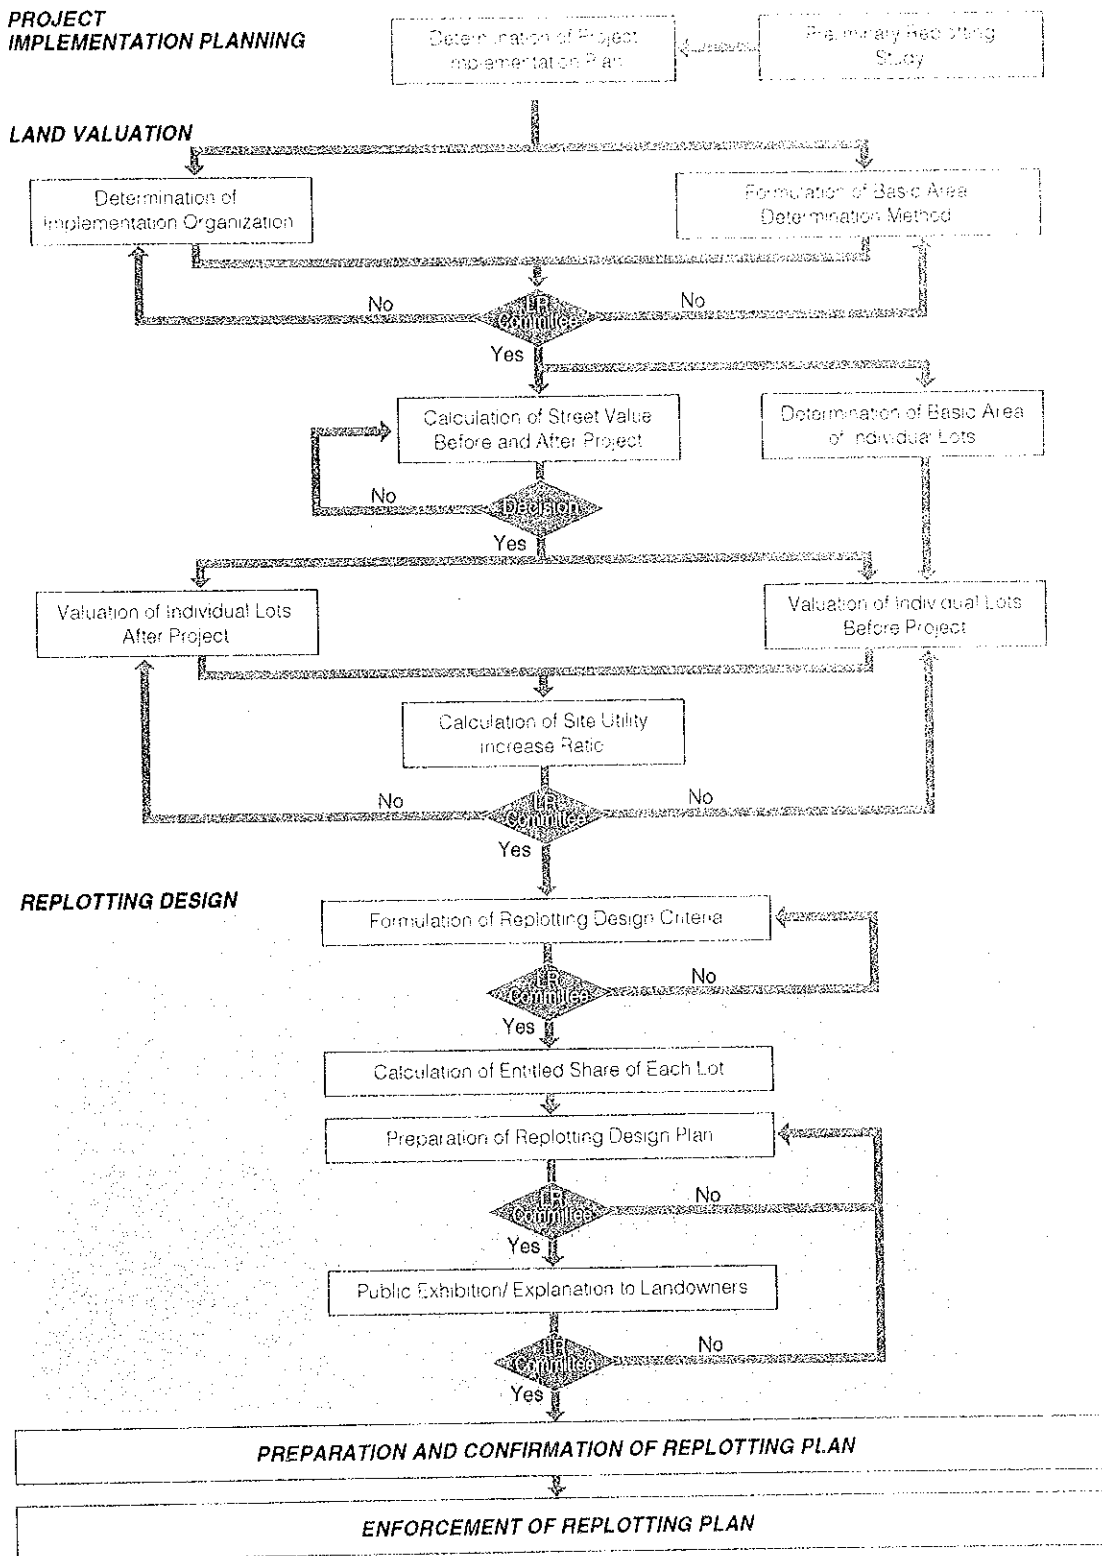 PROJECT
IMPLEMENTATION PLANNING
Determination of Project
Implementation Plan
Preliminary Replotting
Study
LAND VALUATION
Determination of
Implementation Organization
Formulation of Basic Area
Determination Method
No
LR
Committee
No
Yes
Calculation of Street Value
Before and After Project
Determination of Basic Area
of Individual Lots
No
Decision
Yes
Valuation of Individual Lots
After Project
Valuation of Individual Lots
Before Project
Calculation of Site Utility
Increase Ratio
No
LR
Committee
No
Yes
REPLOTTING DESIGN
Formulation of Replotting Design Criteria
LR
Committee
No
Yes
Calculation of Entitled Share of Each Lot
Preparation of Replotting Design Plan
LR
Committee
No
Yes
Public Exhibition/ Explanation to Landowners
LR
Committee
No
Yes
PREPARATION AND CONFIRMATION OF REPLOTTING PLAN
ENFORCEMENT OF REPLOTTING PLAN